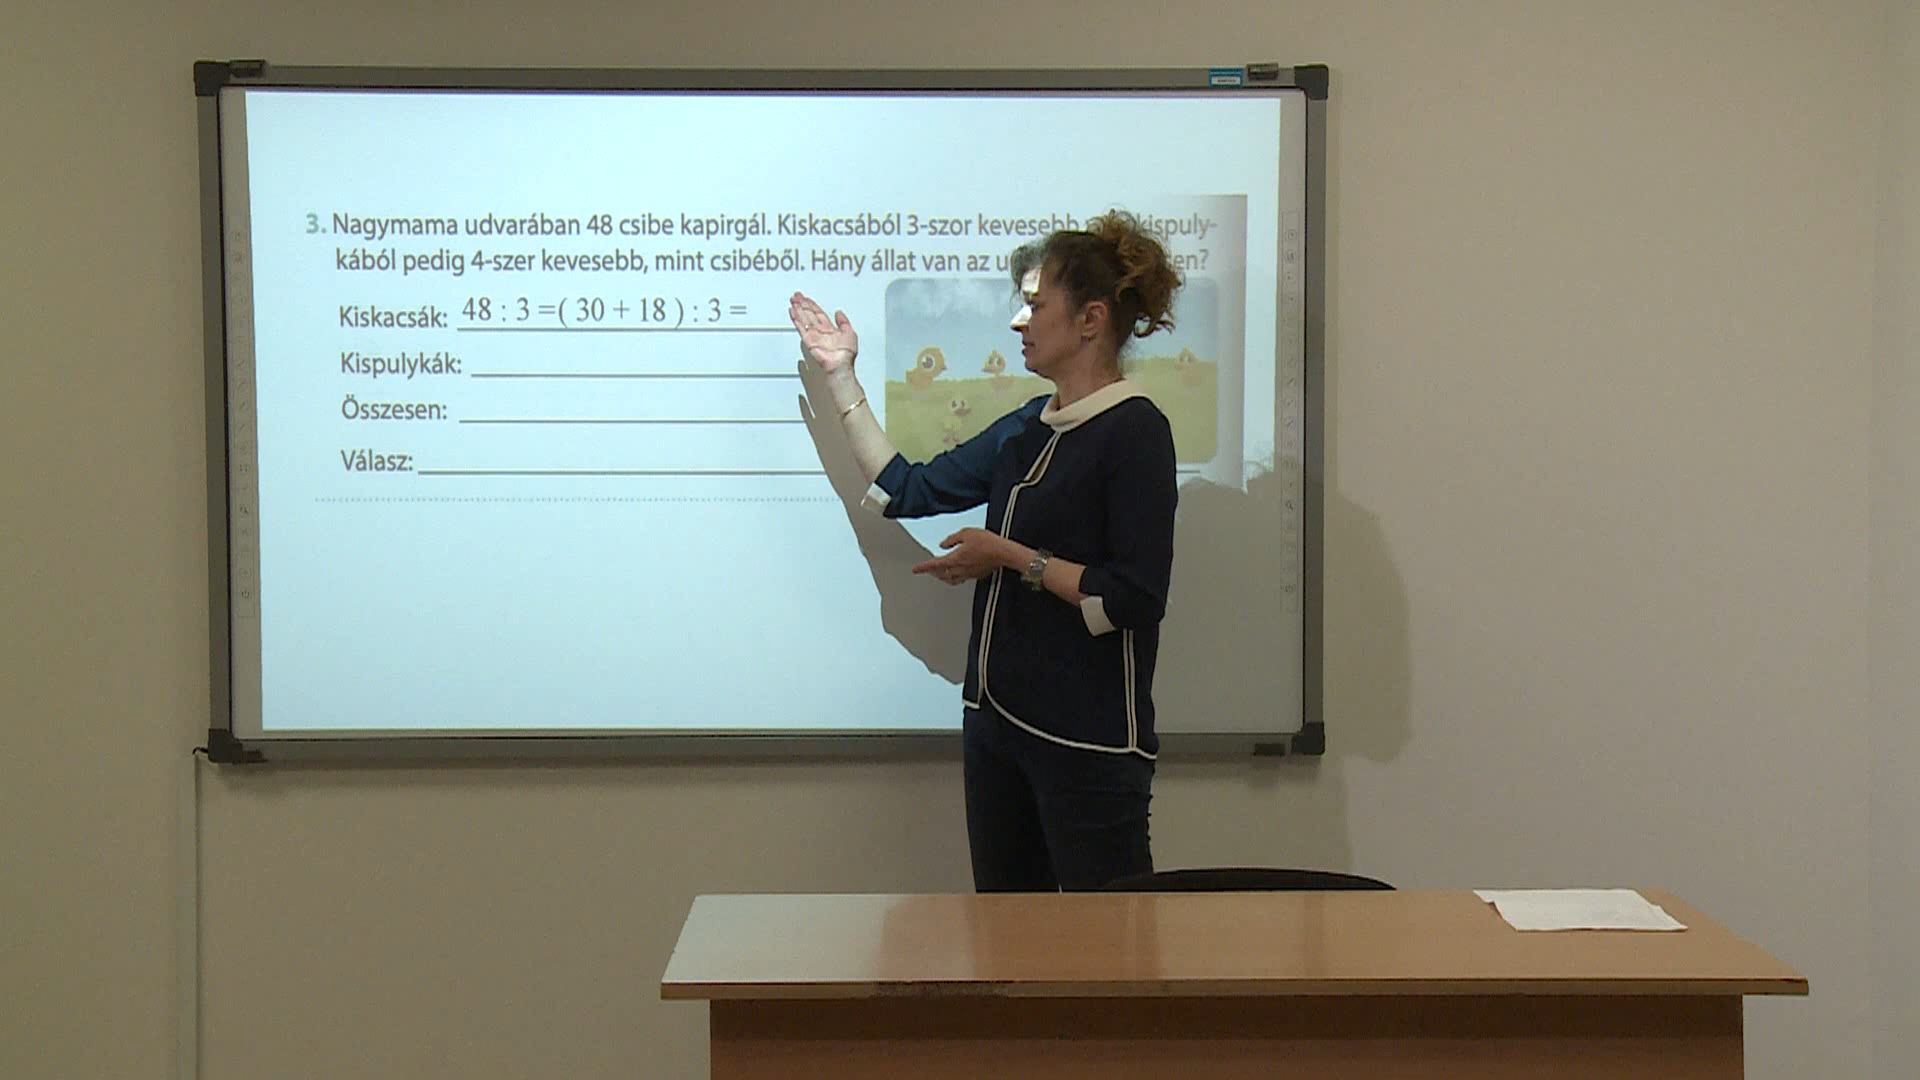 3. Nagymama udvarában 48 csibe kapirgál. Kiskacsából 3-szor kevesebb kispuly-
kából pedig 4-szer kevesebb, mint csibéből. Hány állat van az
Kiskacsák: 48 : 3 =( 30 + 18 ) : 3 =
Kispulykák:
Összesen:
Válasz: